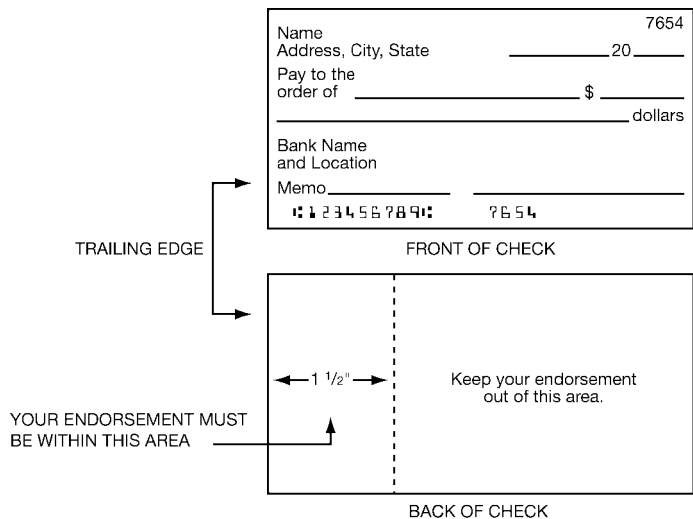 7654
Name
Address, City, State 20
Pay to the
order of $
dollars
Bank Name
and Location
Memo
⑆123456789⑆ 7654
TRAILING EDGE
FRONT OF CHECK
1 1/2"
Keep your endorsement
out of this area.
YOUR ENDORSEMENT MUST
BE WITHIN THIS AREA
BACK OF CHECK